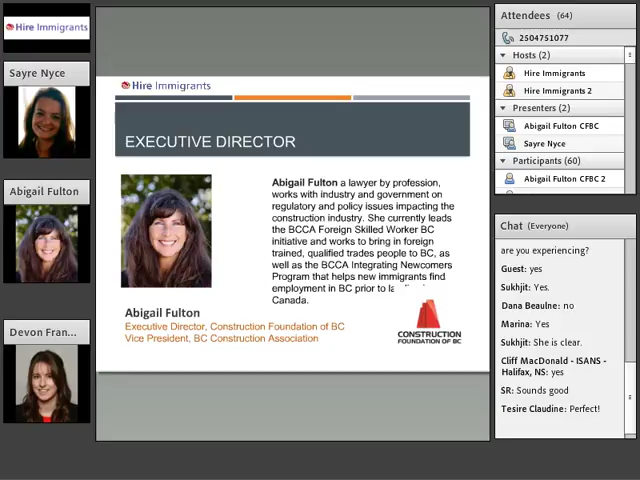 Hire Immigrants
Sayre Nyce
Abigail Fulton
Devon Fran...
Hire Immigrants
EXECUTIVE DIRECTOR
Abigail Fulton a lawyer by profession,
works with industry and government on
regulatory and policy issues impacting the
construction industry. She currently leads
the BCCA Foreign Skilled Worker BC
initiative and works to bring in foreign
trained, qualified trades people to BC, as
well as the BCCA Integrating Newcomers
Program that helps new immigrants find
employment in BC prior to
Canada.
Abigail Fulton
Executive Director, Construction Foundation of BC
Vice President, BC Construction Association
CONSTRUCTION
FOUNDATION OF BC
Attendees (64)
2504751077
Hosts (2)
Hire Immigrants
Hire Immigrants 2
Presenters (2)
Abigail Fulton CFBC
Sayre Nyce
Participants (60)
Abigail Fulton CFBC 2
Chat (Everyone)
are you experiencing?
Guest: yes
Sukhjit: Yes.
Dana Beaulne: no
Marina: Yes
Sukhjit: She is clear.
Cliff MacDonald - ISANS -
Halifax, NS: yes
SR: Sounds good
Tesire Claudine: Perfect!